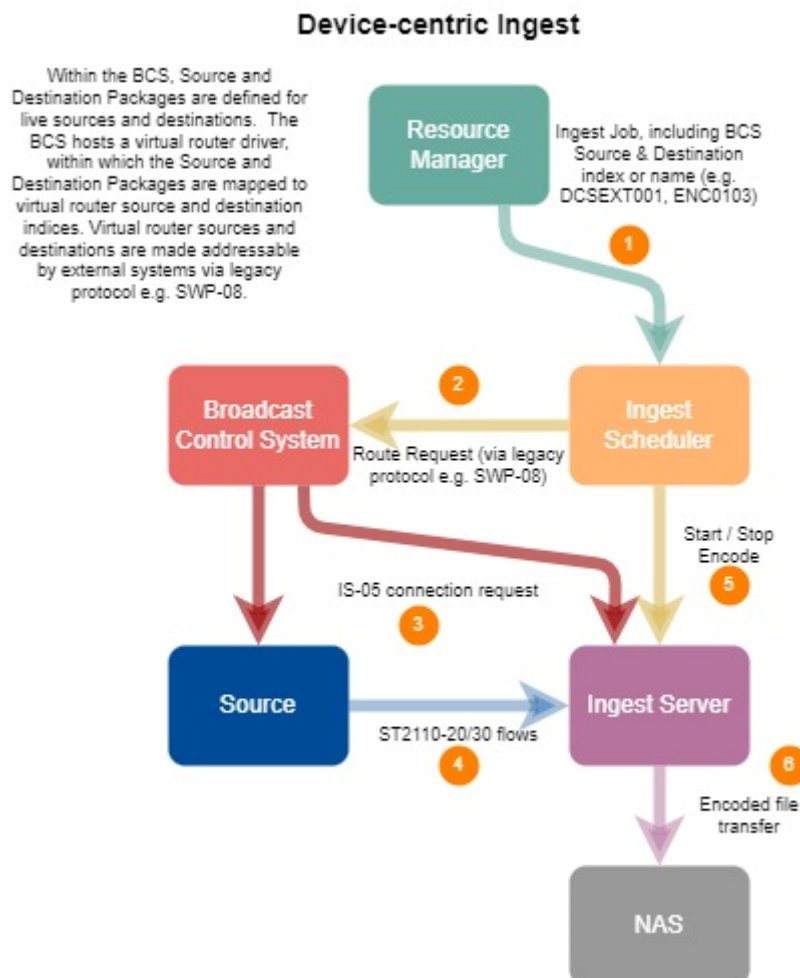 Device-centric Ingest
Within the BCS, Source and
Destination Packages are defined for
live sources and destinations.  The
BCS hosts a virtual router driver,
within which the Source and
Destination Packages are mapped to
virtual router source and destination
indices. Virtual router sources and
destinations are made addressable
by external systems via legacy
protocol e.g. SWP-08.
Resource
Manager
Ingest Job, including BCS
Source & Destination
index or name (e.g.
DCSEXT001, ENC0103)
1
Broadcast
Control System
2
Route Request (via legacy
protocol e.g. SWP-08)
Ingest
Scheduler
Start / Stop
Encode
5
IS-05 connection request
3
Source
ST2110-20/30 flows
4
Ingest Server
6
Encoded file
transfer
NAS